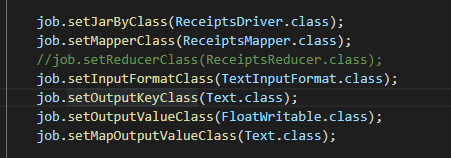 job.setJarByClass(ReceiptsDriver.class);
job.setMapperClass(ReceiptsMapper.class);
//job.setReducerClass(ReceiptsReducer.class);
job.setInputFormatClass(TextInputFormat.class);
job.setOutputKeyClass(Text.class);
job.setOutputValueClass(FloatWritable.class);
job.setMapOutputValueClass(Text.class);